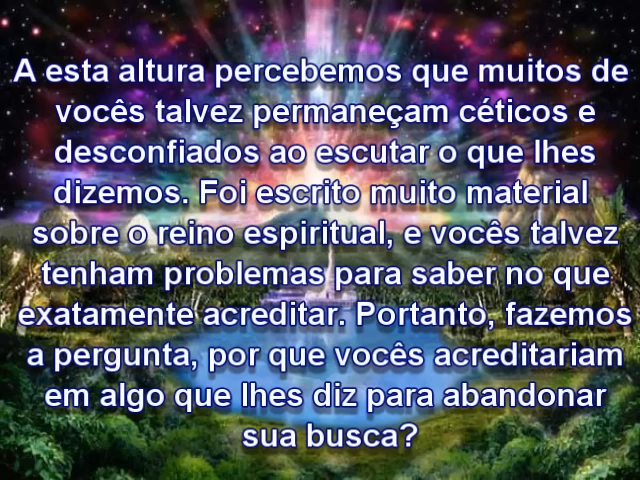 A esta altura percebemos que muitos de
vocês talvez permaneçam céticos e
desconfiados ao escutar o que lhes
dizemos. Foi escrito muito material
sobre o reino espiritual, e vocês talvez
tenham problemas para saber no que
exatamente acreditar. Portanto, fazemos
a pergunta, por que vocês acreditariam
em algo que lhes diz para abandonar
sua busca?